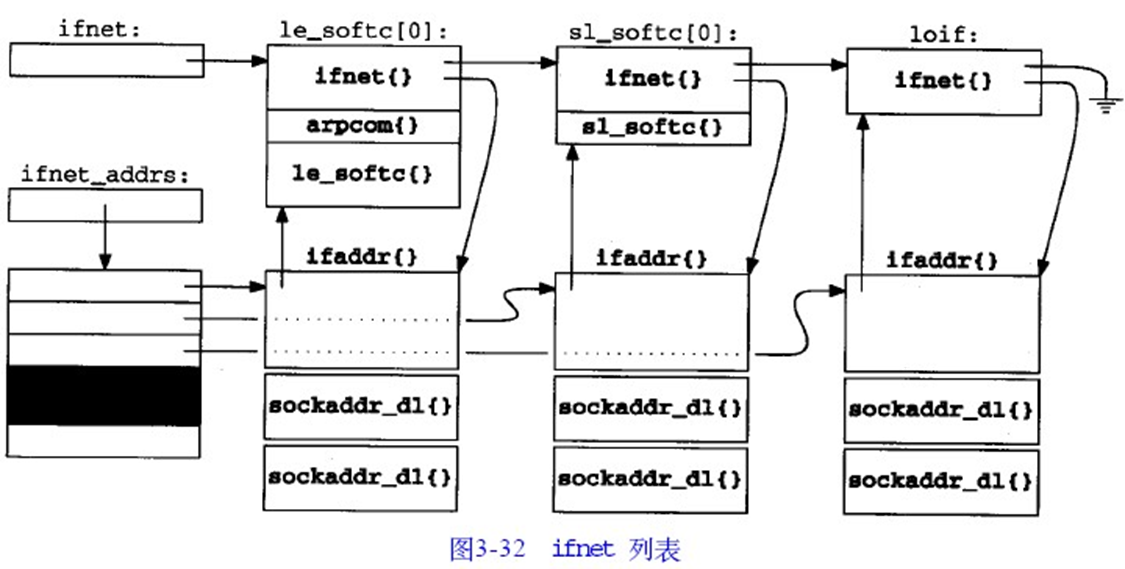 ifnet:
le_softc[0]:
sl_softc[0]:
loif:
ifnet{}
ifnet{}
ifnet{}
arpcom{}
sl_softc{}
le_softc{}
ifnet_addrs:
ifaddr{}
ifaddr{}
ifaddr{}
sockaddr_dl{}
sockaddr_dl{}
sockaddr_dl{}
sockaddr_dl{}
sockaddr_dl{}
sockaddr_dl{}
图3-32 ifnet 列表